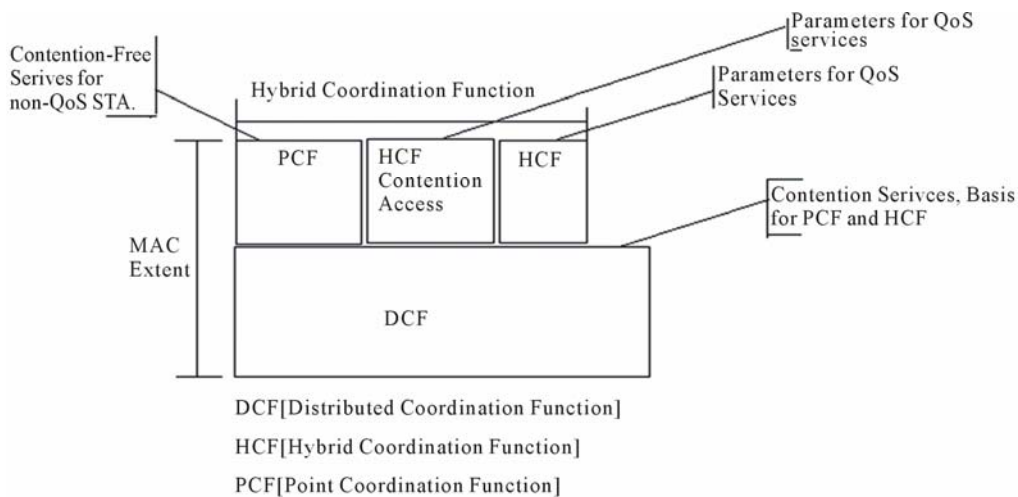 Parameters for QoS
services
Contention-Free
Serives for
non-QoS STA.
Hybrid Coordination Function
Parameters for QoS
Services
PCF
HCF
Contention
Access
HCF
Contention Serivces, Basis
for PCF and HCF
MAC
Extent
DCF
DCF[Distributed Coordination Function]
HCF[Hybrid Coordination Function]
PCF[Point Coordination Function]